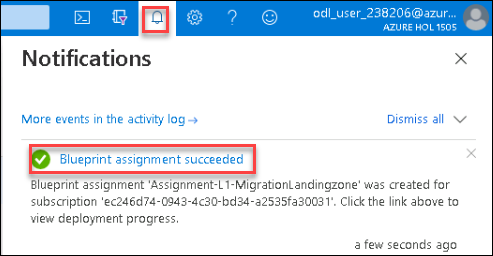 odl_user_238206@azur...
AZURE HOL 1505
Notifications
More events in the activity log→
Dismiss all
Blueprint assignment succeeded
Blueprint assignment 'Assignment-L1-MigrationLandingzone' was created for
subscription 'ec246d74-0943-4c30-bd34-a2535fa30031'. Click the link above to
view deployment progress.
a few seconds ago